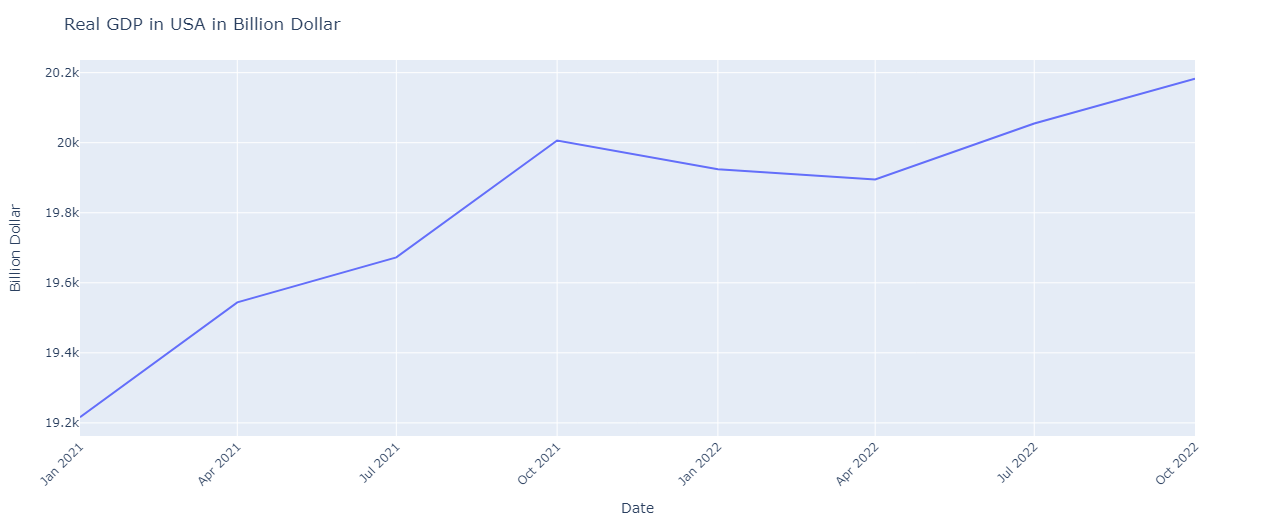 Real GDP in USA in Billion Dollar
Billion Dollar
20.2k
20k
19.8k
19.6k
19.4k
19.2k
Jan 2021
Apr 2021
Jul 2021
Oct 2021
Jan 2022
Apr 2022
Jul 2022
Oct 2022
Date